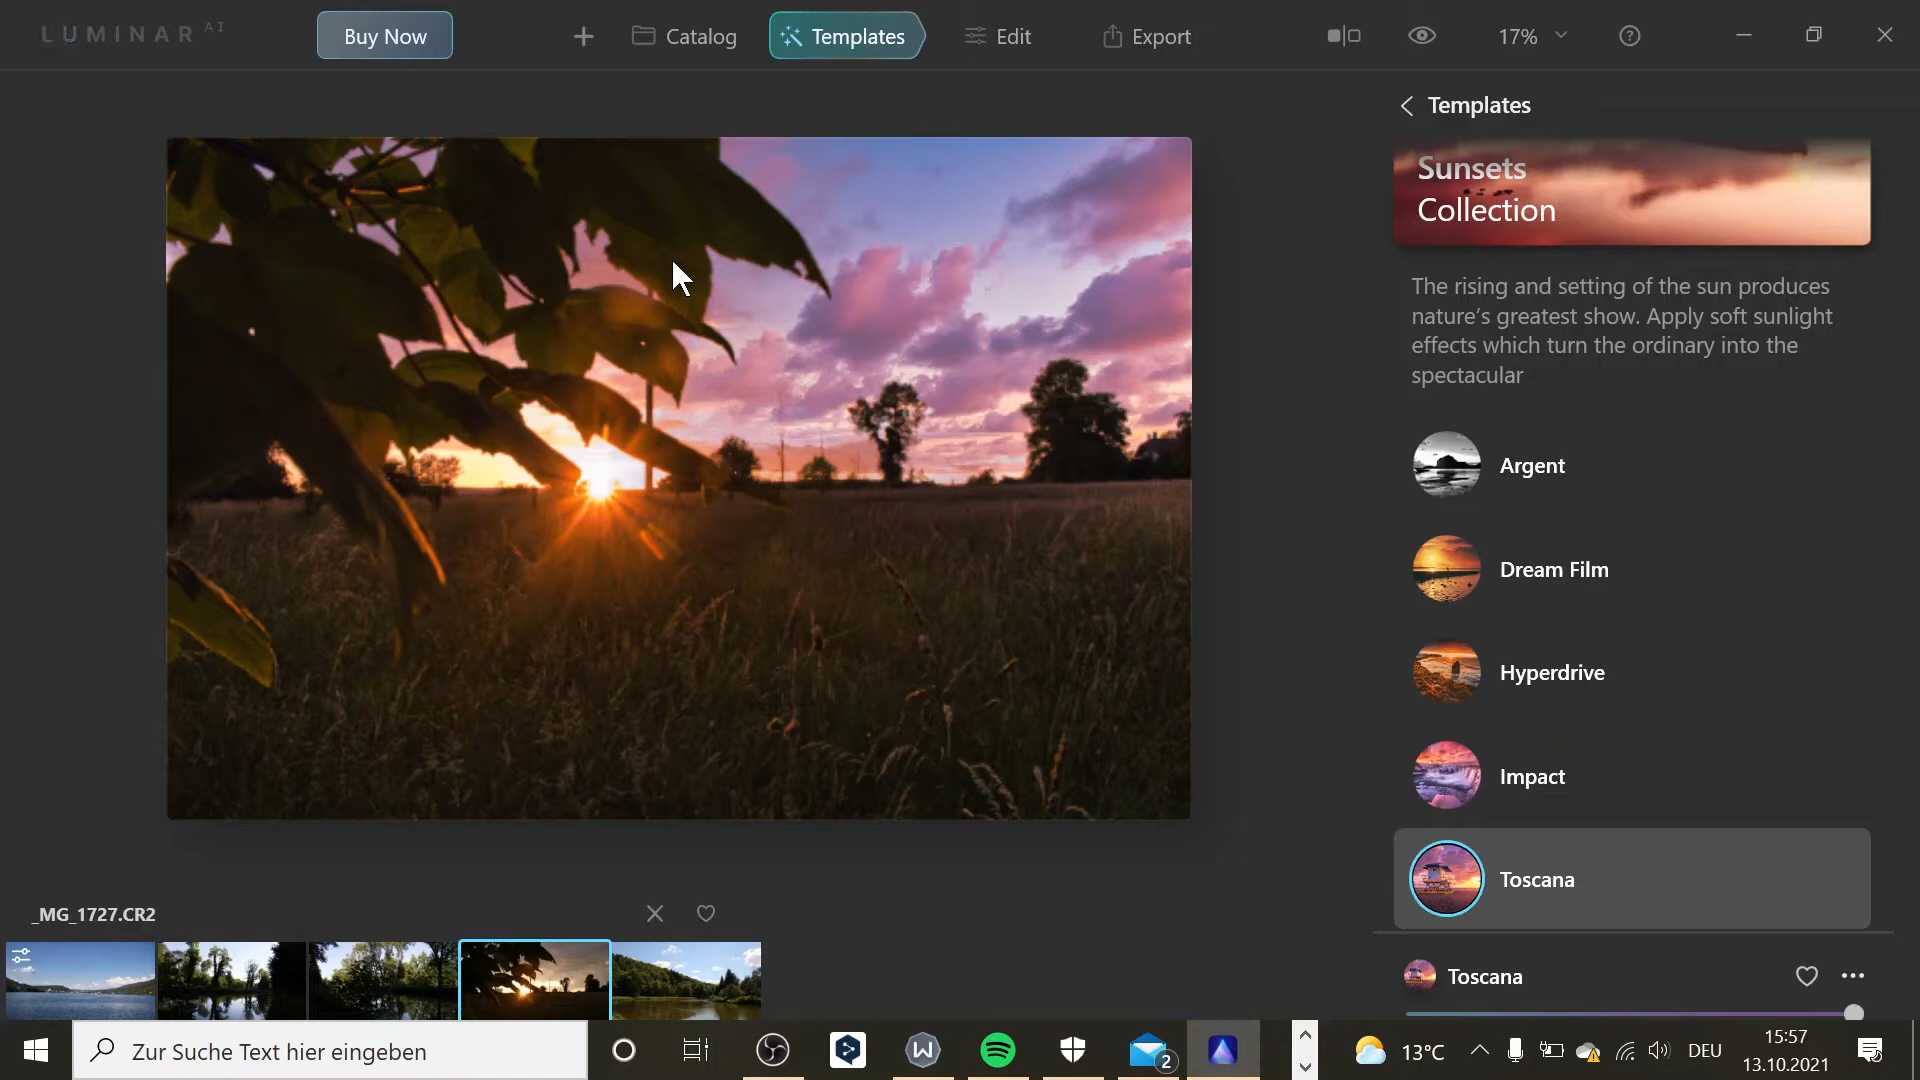 LUMINAR AI
Buy Now
Catalog
Templates
Edit
Export
17%
Templates
Sunsets
Collection
The rising and setting of the sun produces
nature's greatest show. Apply soft sunlight
effects which turn the ordinary into the
spectacular
Argent
Dream Film
Hyperdrive
Impact
Toscana
Toscana
_MG_1727.CR2
Zur Suche Text hier eingeben
2
13°C
DEU
15:57
13.10.2021